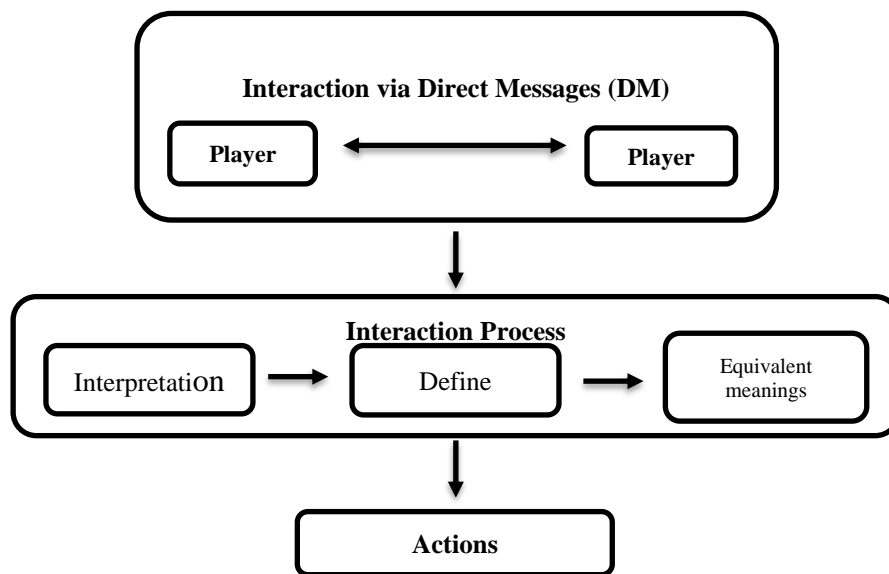 Interaction via Direct Messages (DM)
Player
Player
Interaction Process
Interpretation
Define
Equivalent
meanings
Actions